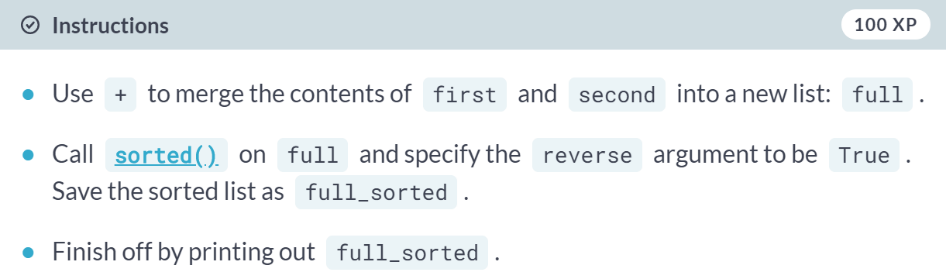 Instructions 100 XP
Use + to merge the contents of first and second into a new list: full .
Call sorted() on full and specify the reverse argument to be True .
Save the sorted list as full_sorted .
Finish off by printing out full_sorted .